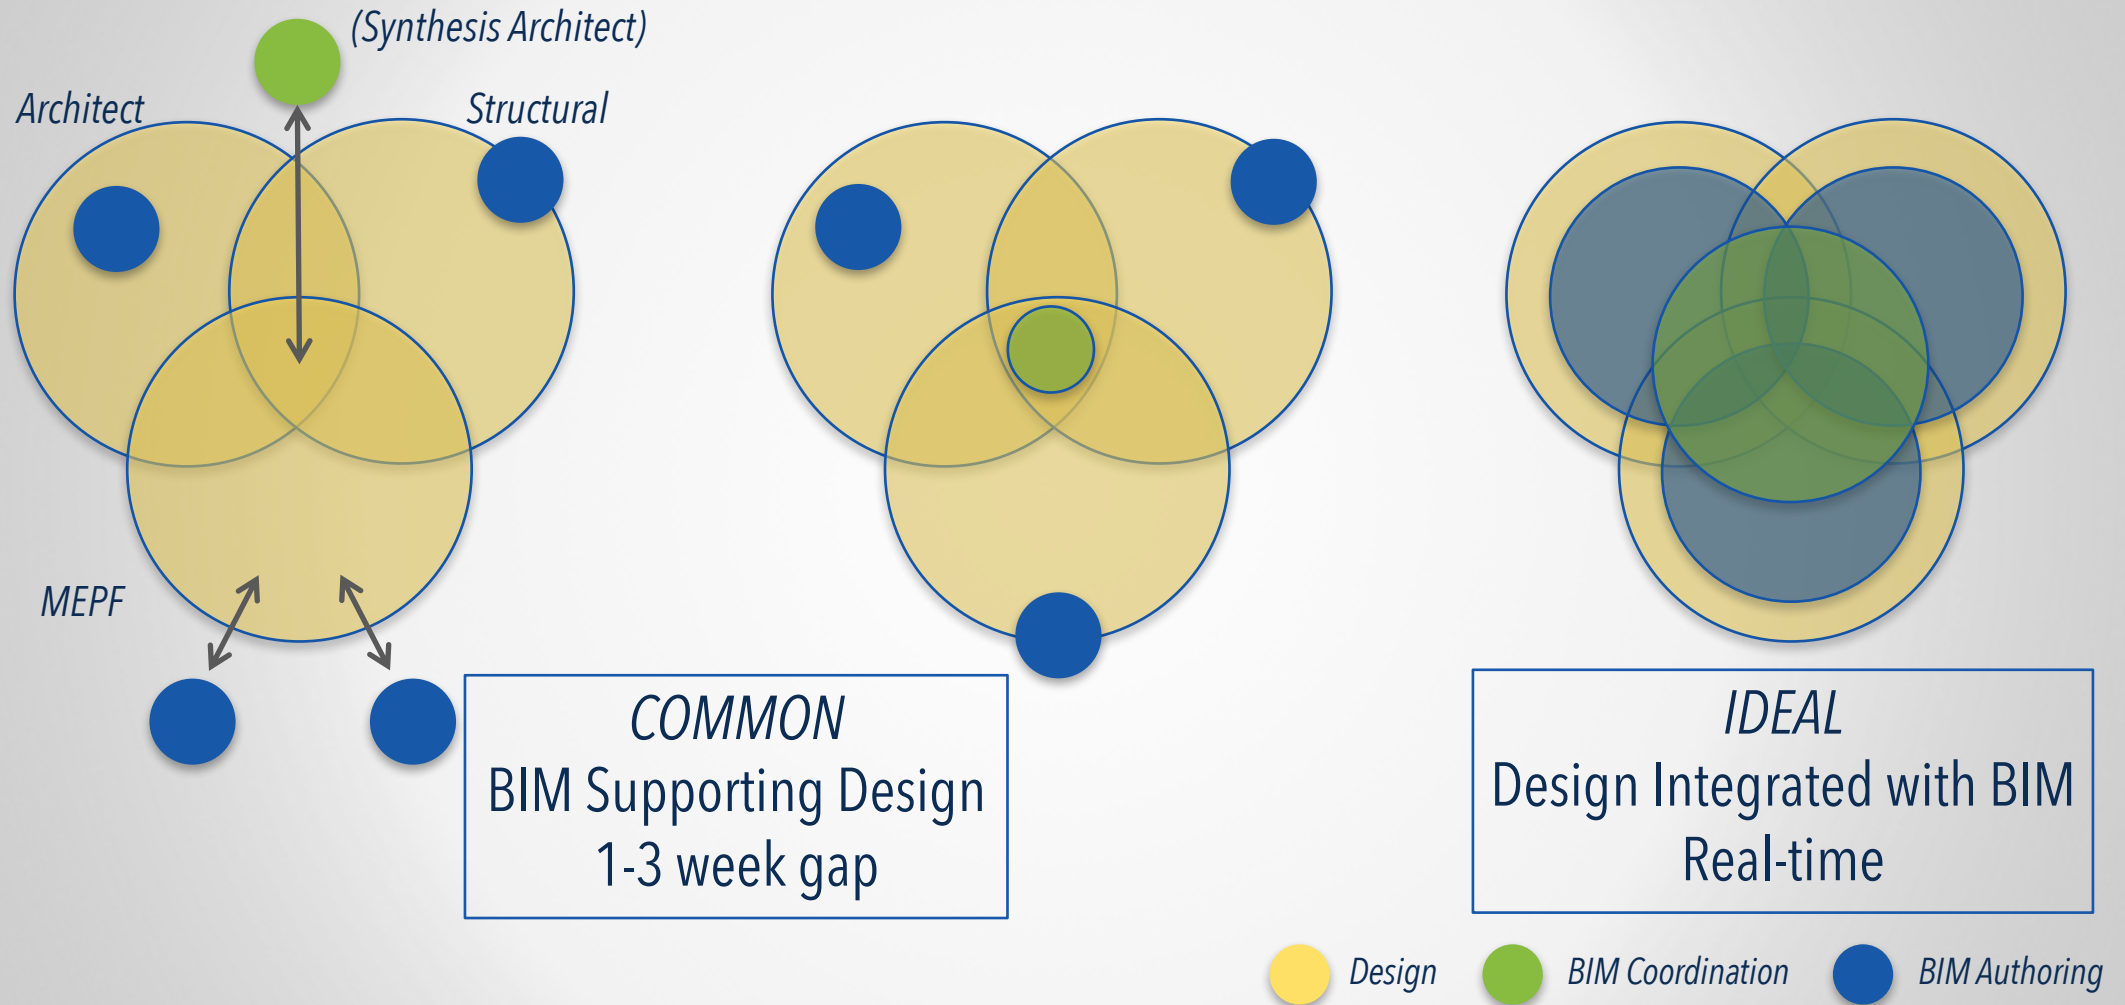 (Synthesis Architect)
Architect
Structural
MEPF
COMMON
BIM Supporting Design
1-3 week gap
IDEAL
Design Integrated with BIM
Real-time
Design
BIM Coordination
BIM Authoring